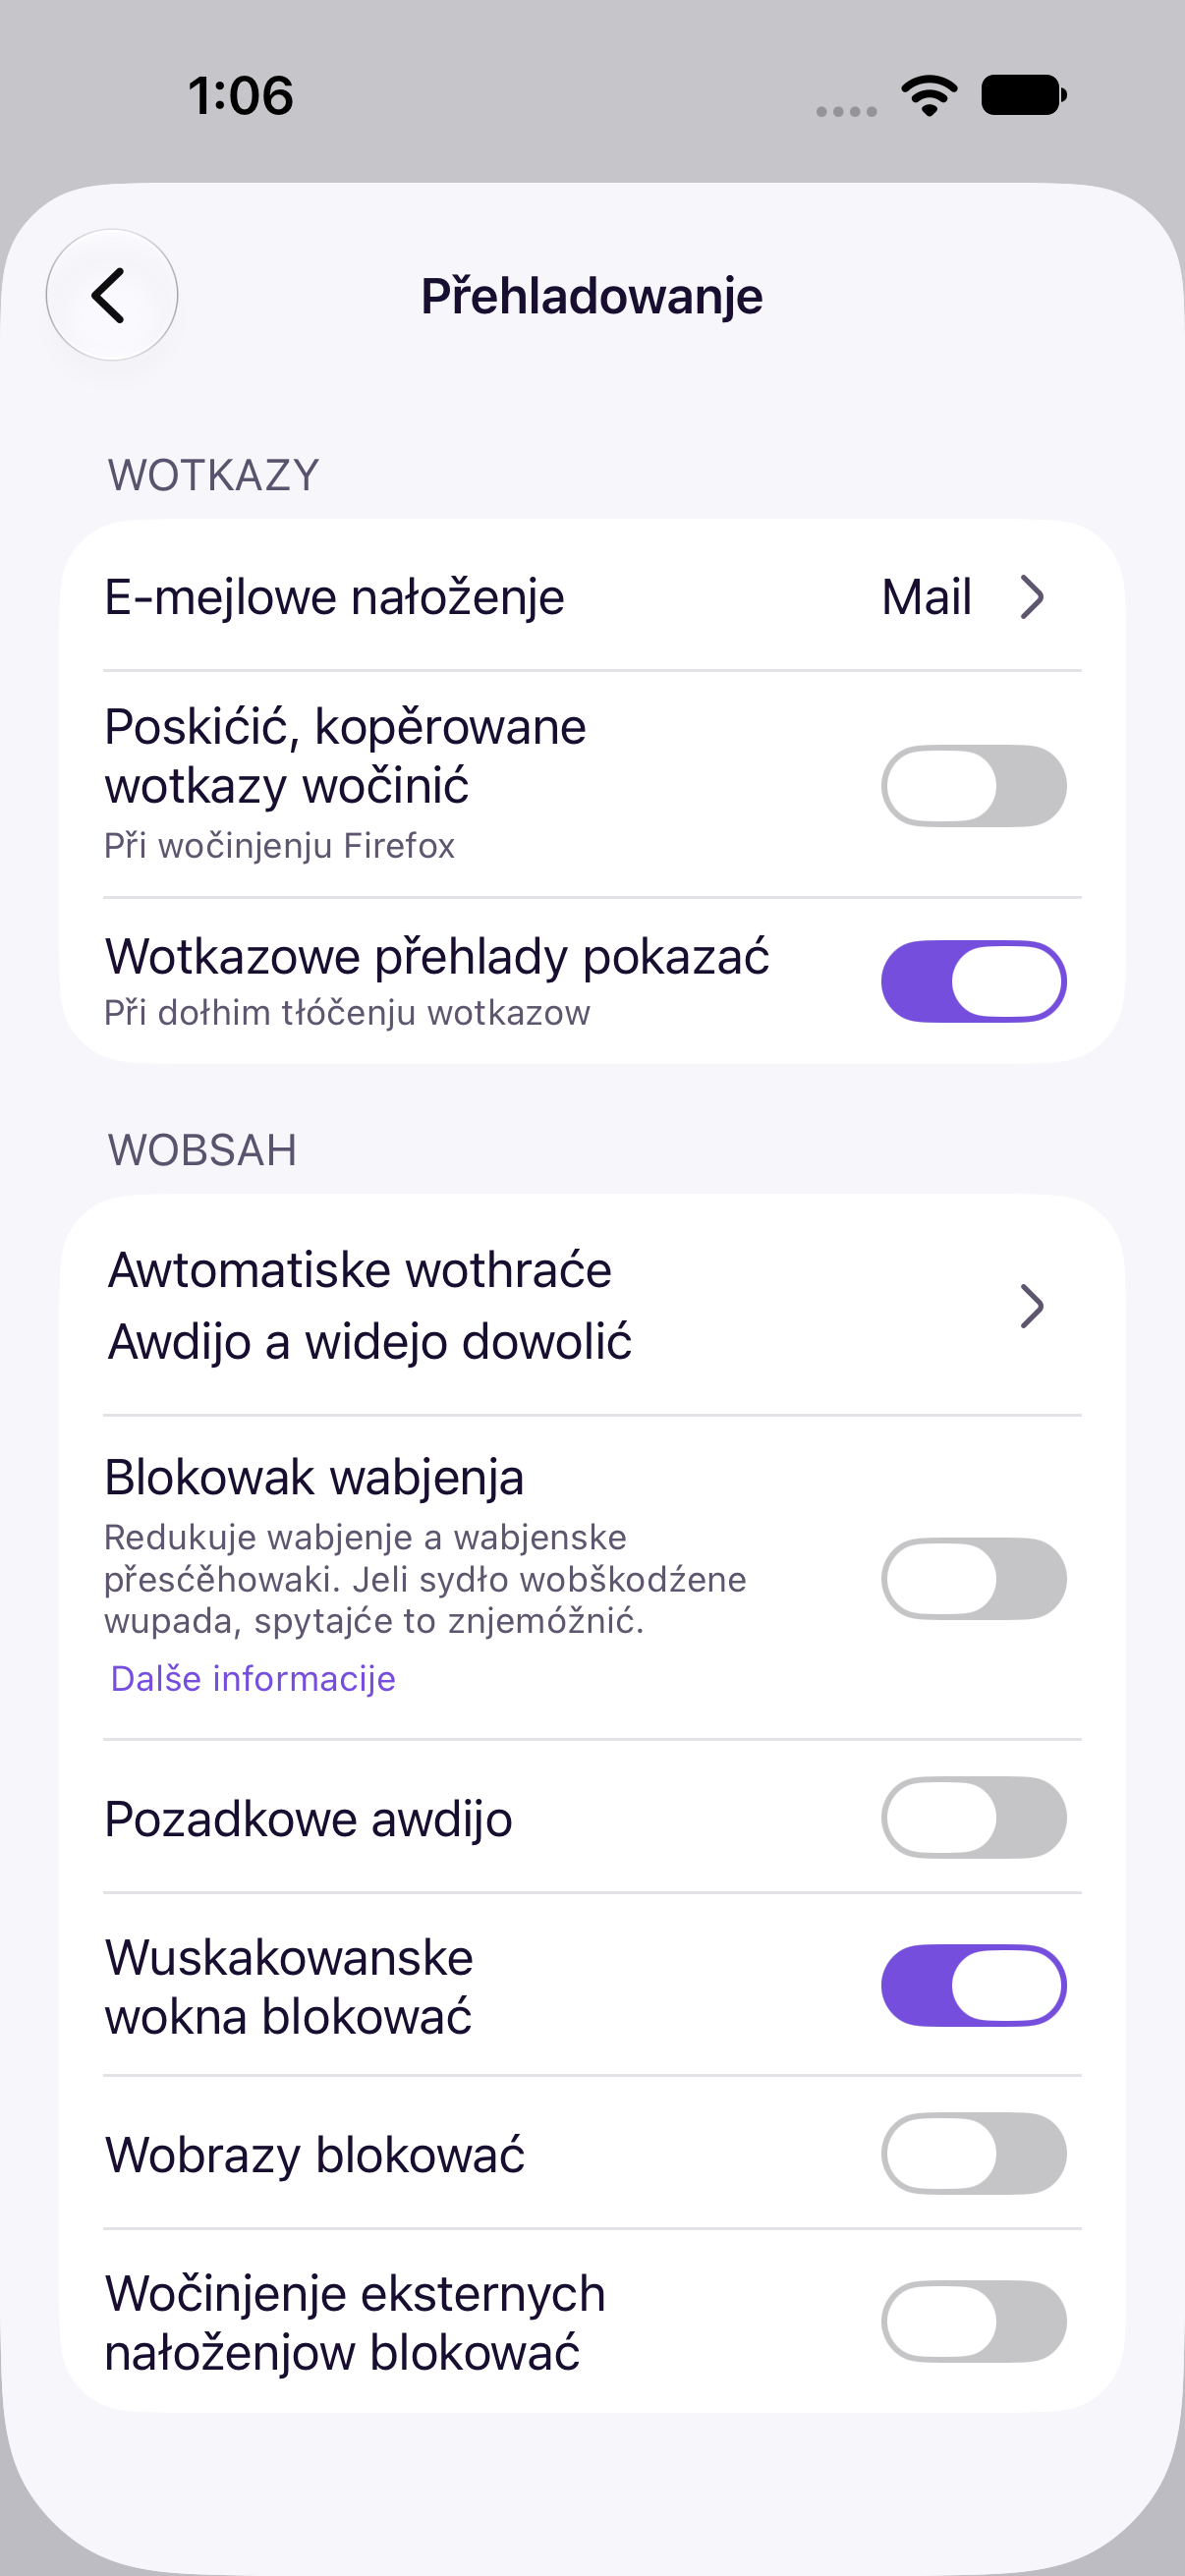 1:06
Přehladowanje
WOTKAZY
E-mejlowe nałoženje
Mail
Poskićić, kopěrowane
wotkazy wočinić
Při wočinjenju Firefox
Wotkazowe přehlady pokazać
Při dołhim tłóčenju wotkazow
WOBSAH
Awtomatiske wothraće
Awdijo a widejo dowolić
Blokowak wabjenja
Redukuje wabjenje a wabjenske
přesćěhowaki. Jeli sydło wobškodźene
wupada, spytajće to znjemóžnić.
Dalše informacije
Pozadkowe awdijo
Wuskakowanske
wokna blokować
Wobrazy blokować
Wočinjenje eksternych
nałoženjow blokować